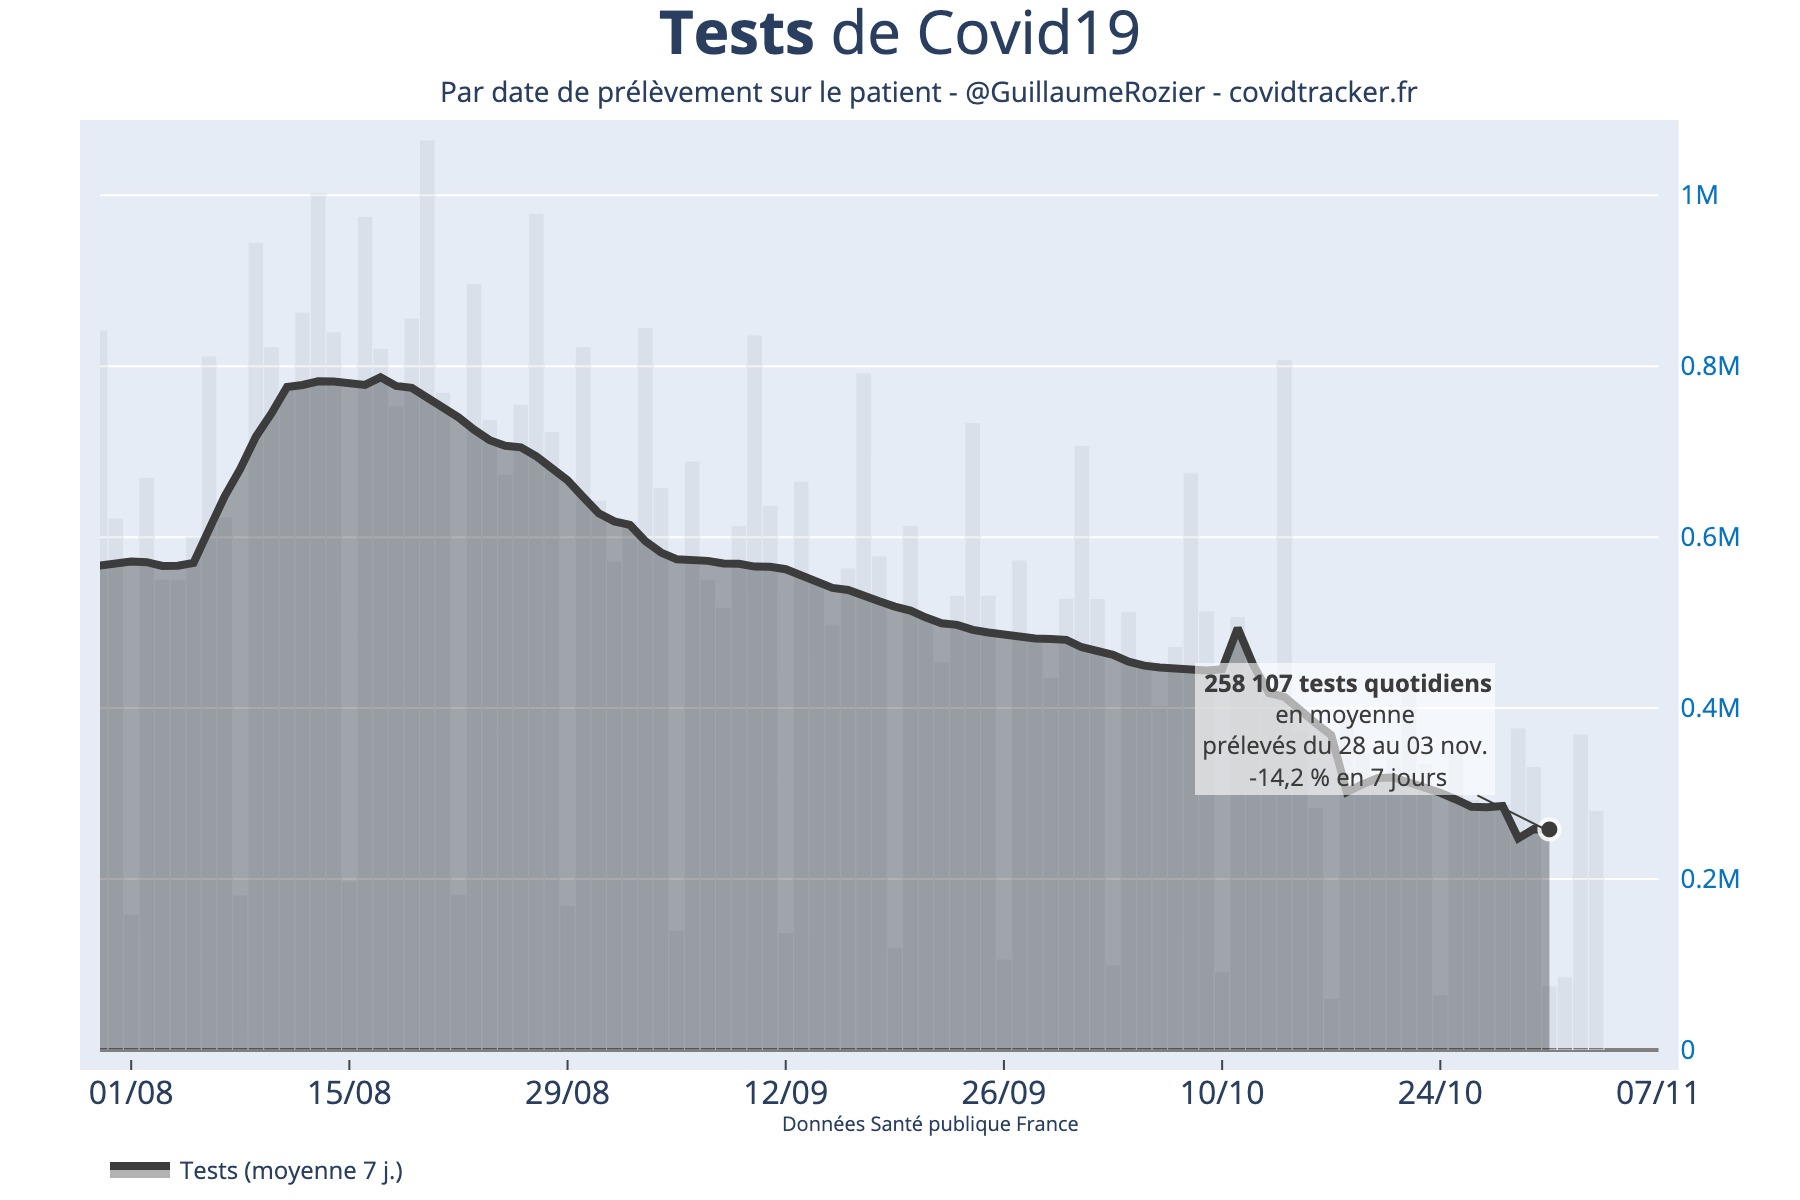 Tests de Covid19
Par date de prélèvement sur le patient - @GuillaumeRozier - covidtracker.fr
1M
0.8M
0.6M
0.4M
0.2M
0
258 107 tests quotidiens
en moyenne
prélevés du 28 au 03 nov.
-14,2 % en 7 jours
01/08 15/08 29/08 12/09 26/09 10/10 24/10 07/11
Données Santé publique France
Tests (moyenne 7 j.)